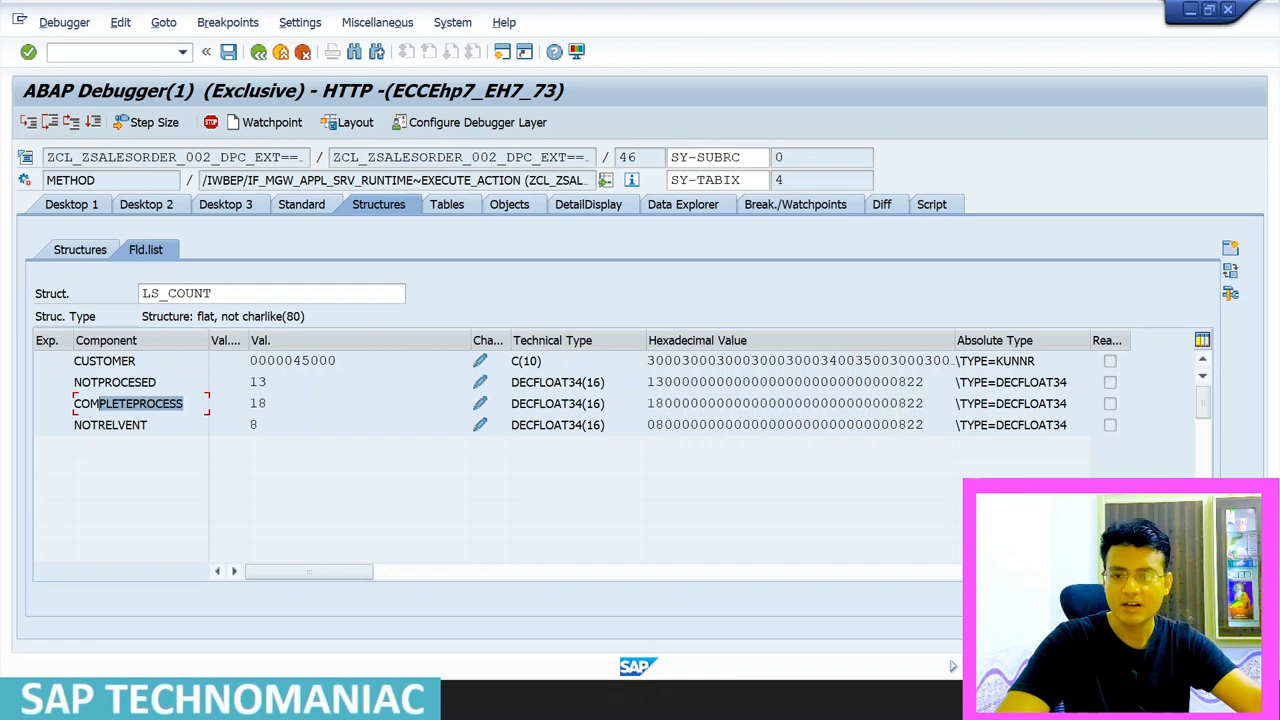 Debugger Edit Goto Breakpoints Settings Miscellaneous System Help
ABAP Debugger(1) (Exclusive) - HTTP -(ECCEhp7_EH7_73)
Step Size Watchpoint Layout Configure Debugger Layer
ZCL_ZSALESORDER_002_DPC_EXT==.. / ZCL_ZSALESORDER_002_DPC_EXT==... / 46 SY-SUBRC 0
METHOD / /IWBEP/IF_MGW_APPL_SRV_RUNTIME~EXECUTE_ACTION (ZCL_ZSAL.. SY-TABIX 4
Desktop 1 Desktop 2 Desktop 3 Standard Structures Tables Objects DetailDisplay Data Explorer Break./Watchpoints Diff Script
Structures Fld.list
Struct. LS_COUNT
Struc. Type Structure: flat, not charlike(80)
Exp. Component Val... Val. Cha... Technical Type Hexadecimal Value Absolute Type Rea...
CUSTOMER 0000045000 C(10) 30003000300030003000340035003000300... \TYPE=KUNNR
NOTPROCESED 13 DECFLOAT34(16) 13000000000000000000000000000822 \TYPE=DECFLOAT34
COMPLETEPROCESS 18 DECFLOAT34(16) 18000000000000000000000000000822 \TYPE=DECFLOAT34
NOTRELVENT 8 DECFLOAT34(16) 08000000000000000000000000000822 \TYPE=DECFLOAT34
SAP
SAP TECHNOMANIAC